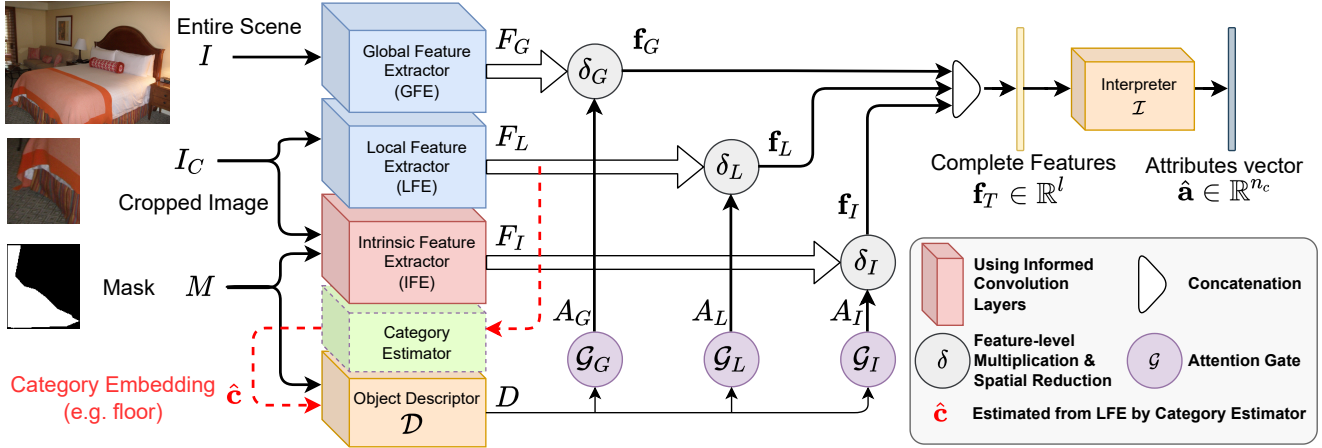 Entire Scene
I
Global Feature
Extractor
(GFE)
F_G
δ_G
f_G
I_C
Cropped Image
Local Feature
Extractor
(LFE)
F_L
δ_L
f_L
Complete Features
f_T ∈ ℝ^l
Interpreter
ℐ
Attributes vector
â ∈ ℝ^{n_c}
Mask
M
Intrinsic Feature
Extractor
(IFE)
F_I
δ_I
f_I
Category
Estimator
A_G
A_L
A_I
𝒢_G
𝒢_L
𝒢_I
Category Embedding
(e.g. floor)
ĉ
Object Descriptor
𝒟
D
Using Informed
Convolution
Layers
Concatenation
δ
Feature-level
Multiplication &
Spatial Reduction
𝒢
Attention Gate
ĉ
Estimated from LFE by Category Estimator